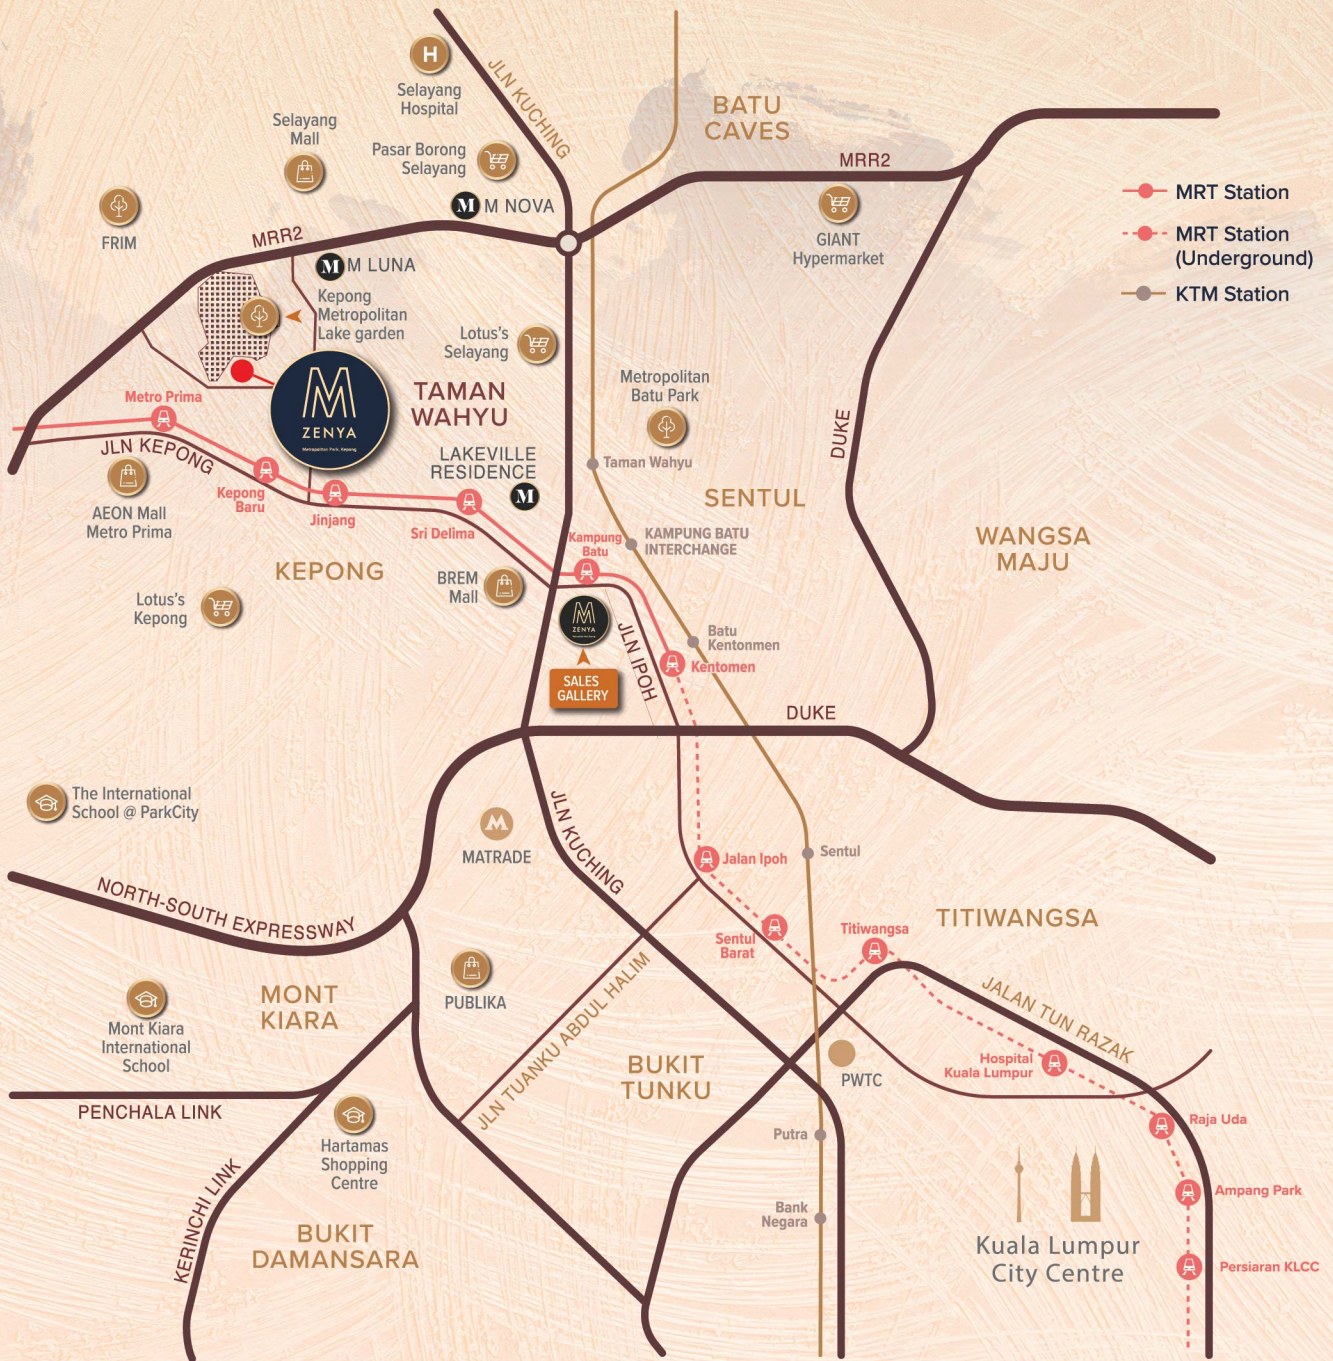 H
Selayang
Hospital
JLN KUCHING
BATU
CAVES
Selayang
Mall
Pasar Borong
Selayang
MRR2
MRT Station
M
M NOVA
FRIM
MRR2
GIANT
Hypermarket
MRT Station
(Underground)
M
M LUNA
KTM Station
Kepong
Metropolitan
Lake garden
Lotus's
Selayang
Metropolitan
Batu Park
Metro Prima
M
ZENYA
Metropolitan Park, Kepong
TAMAN
WAHYU
DUKE
JLN KEPONG
LAKEVILLE
RESIDENCE
M
Taman Wahyu
SENTUL
Kepong
Baru
Jinjang
AEON Mall
Metro Prima
Sri Delima
Kampung
Batu
KAMPUNG BATU
INTERCHANGE
WANGSA
MAJU
KEPONG
BREM
Mall
Lotus's
Kepong
M
ZENYA
JLN IPOH
Batu
Kentonmen
Kentomen
SALES
GALLERY
DUKE
The International
School @ ParkCity
M
MATRADE
JLN KUCHING
Jalan Ipoh
Sentul
NORTH-SOUTH EXPRESSWAY
Sentul
Barat
Titiwangsa
TITIWANGSA
PUBLIKA
JLN TUANKU ABDUL HALIM
JALAN TUN RAZAK
MONT
KIARA
Mont Kiara
International
School
BUKIT
TUNKU
PWTC
Hospital
Kuala Lumpur
PENCHALA LINK
Raja Uda
Putra
Hartamas
Shopping
Centre
KERINCHI LINK
Ampang Park
Bank
Negara
BUKIT
DAMANSARA
Kuala Lumpur
City Centre
Persiaran KLCC